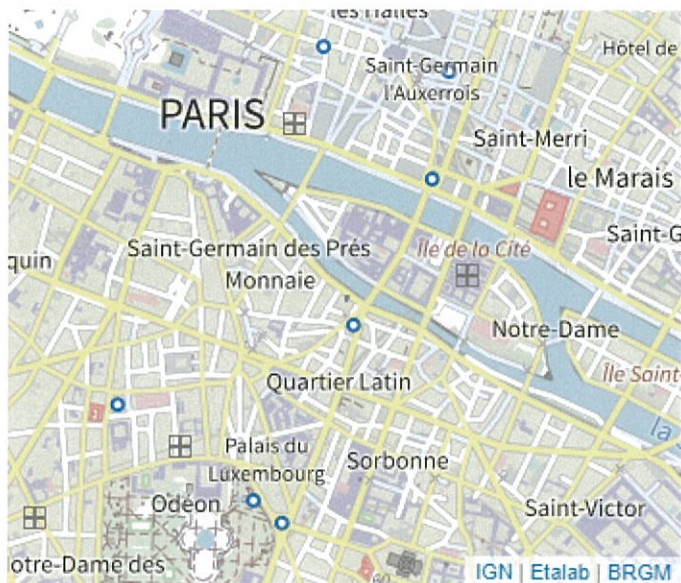 les Halles
Hôtel de
Saint-Germain
l'Auxerrois
PARIS
Saint-Merri
le Marais
Saint-G
Saint-Germain des Prés
Île de la Cité
quin
Monnaie
Notre-Dame
Île Saint-
Quartier Latin
la S
Palais du
Luxembourg
Sorbonne
Odéon
Saint-Victor
otre-Dame des
60
IGN | Etalab | BRGM